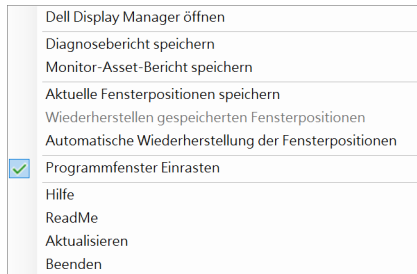 Dell Display Manager öffnen
Diagnosebericht speichern
Monitor-Asset-Bericht speichern
Aktuelle Fensterpositionen speichern
Wiederherstellen gespeicherten Fensterpositionen
Automatische Wiederherstellung der Fensterpositionen
Programmfenster Einrasten
Hilfe
ReadMe
Aktualisieren
Beenden